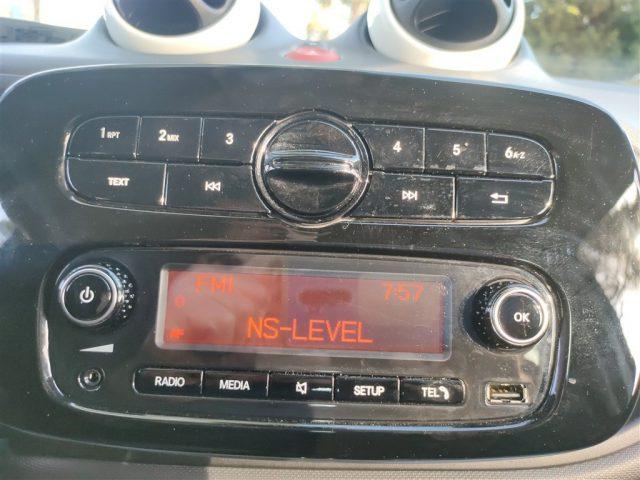 1 RPT 2 MIX 3 4 5 * 6 A-Z
TEXT
FM1 7:57
NS-LEVEL
OK
RADIO MEDIA SETUP TEL